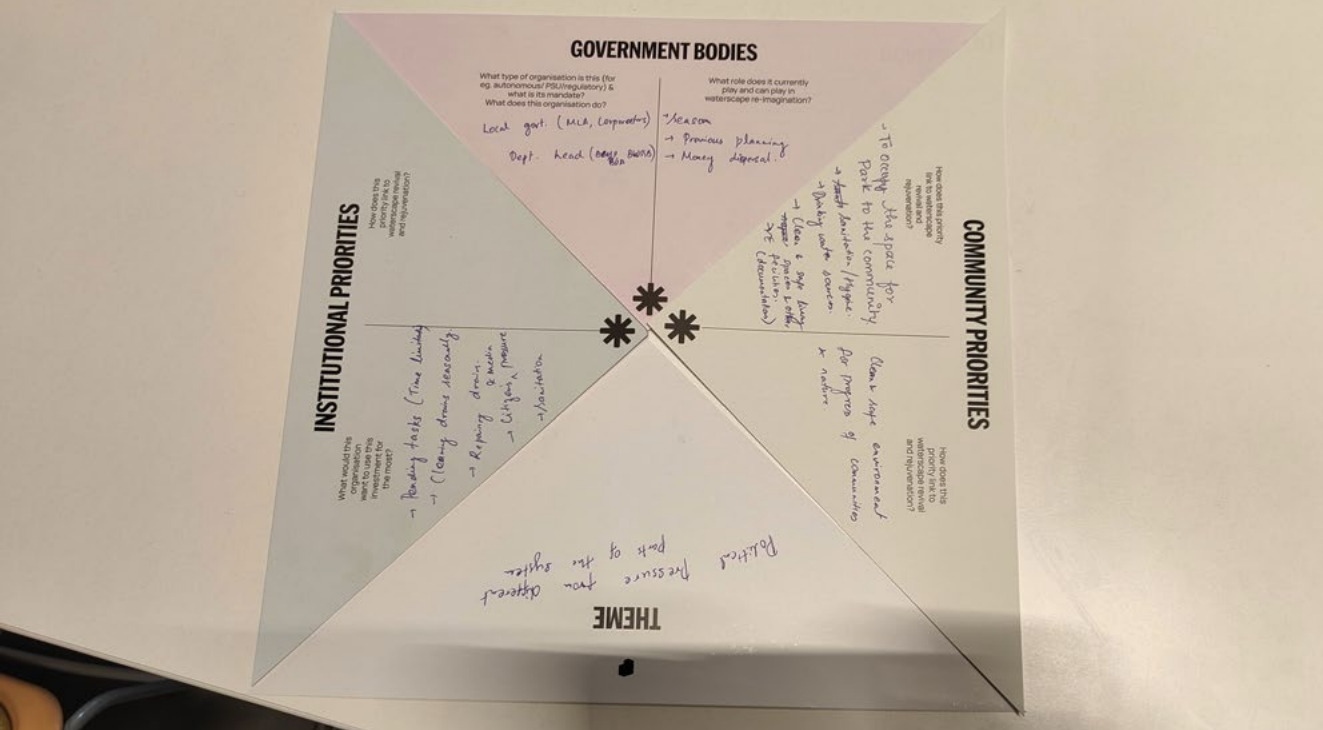 GOVERNMENT BODIES
What type of organisation is this (for
eg. autonomous/ PSU/regulatory) &
what is its mandate?
What does this organisation do?
Local govt. (MLA, Corporators)
Dept. head (BWSSB)
What role does it currently
play and can play in
waterscape re-imagination?
→ Season
→ Previous planning
→ Money dispersal.
COMMUNITY PRIORITIES
How does this priority
link to waterscape
revival and
rejuvenation?
- To occupy the space for
Park to the community
→ Sanitation/Hygne.
→ Drinking water sources.
→ Clean & safe living
spaces & other
facilities.
(documentation)
How does this
priority link to
waterscape revival
and rejuvenation?
Clean & safe environment
for progress of communities
& nature.
THEME
Political pressure from different
parts of the system
INSTITUTIONAL PRIORITIES
How does this
priority link to
waterscape revival
and rejuvenation?
What would this
organisation
want to use this
investment for
the most?
→ Pending tasks (Time limited)
→ Cleaning drains seasonally.
→ Repairing drain.
→ Citizens & media pressure
→ Sanitation